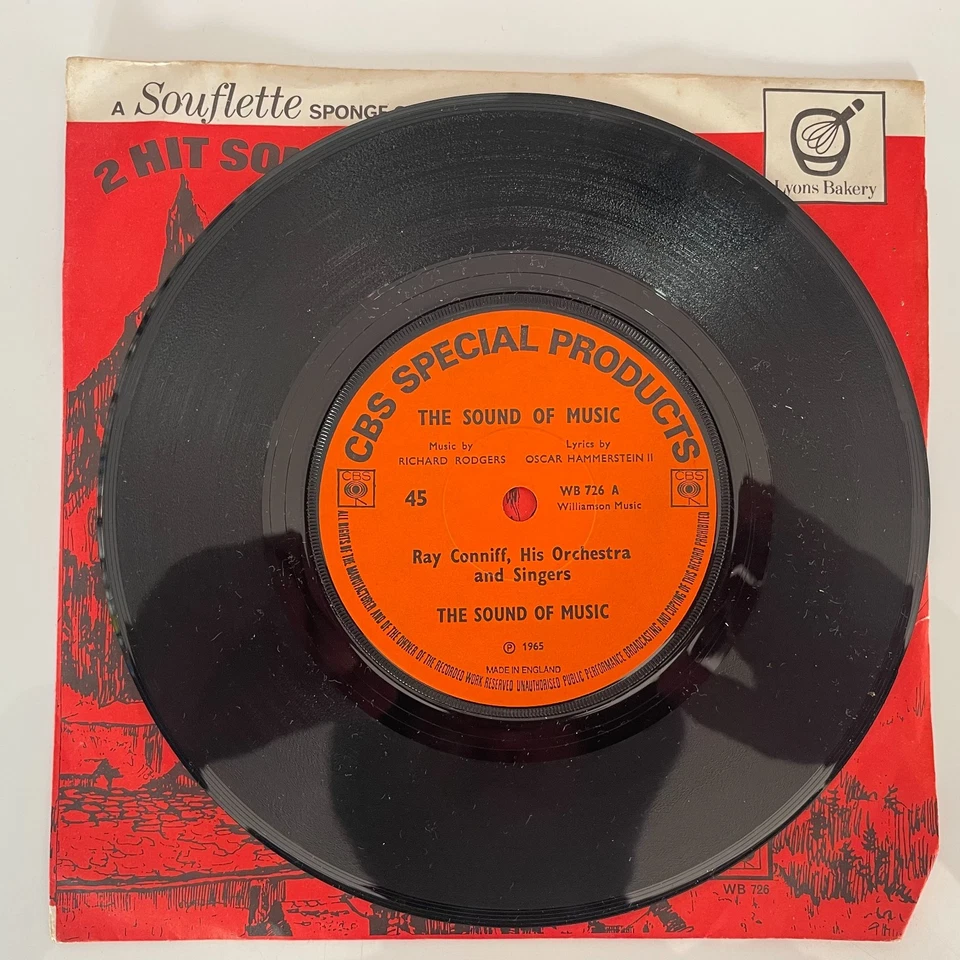 A Souflette SPONGE
2 HIT
Lyons Bakery
CBS SPECIAL PRODUCTS
THE SOUND OF MUSIC
Music by Lyrics by
RICHARD RODGERS OSCAR HAMMERSTEIN II
CBS CBS
45 WB 726 A
Williamson Music
Ray Conniff, His Orchestra
and Singers
THE SOUND OF MUSIC
℗ 1965
MADE IN ENGLAND
ALL RIGHTS OF THE MANUFACTURER AND OF THE OWNER OF THE RECORDED WORK RESERVED UNAUTHORISED PUBLIC PERFORMANCE BROADCASTING AND COPYING OF THIS RECORD PROHIBITED
WB 726